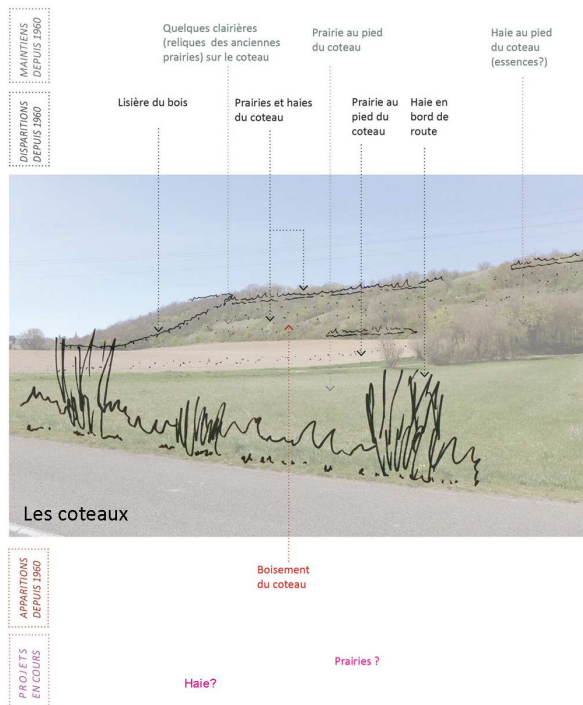 MAINTIENS
DEPUIS 1960
Quelques clairières
(reliques des anciennes
prairies) sur le coteau
Prairie au pied
du coteau
Haie au pied
du coteau
(essences?)
DISPARITIONS
DEPUIS 1960
Lisière du bois
Prairies et haies
du coteau
Prairie au
pied du
coteau
Haie en
bord de
route
Les coteaux
APPARITIONS
DEPUIS 1960
Boisement
du coteau
PROJETS
EN COURS
Prairies ?
Haie?